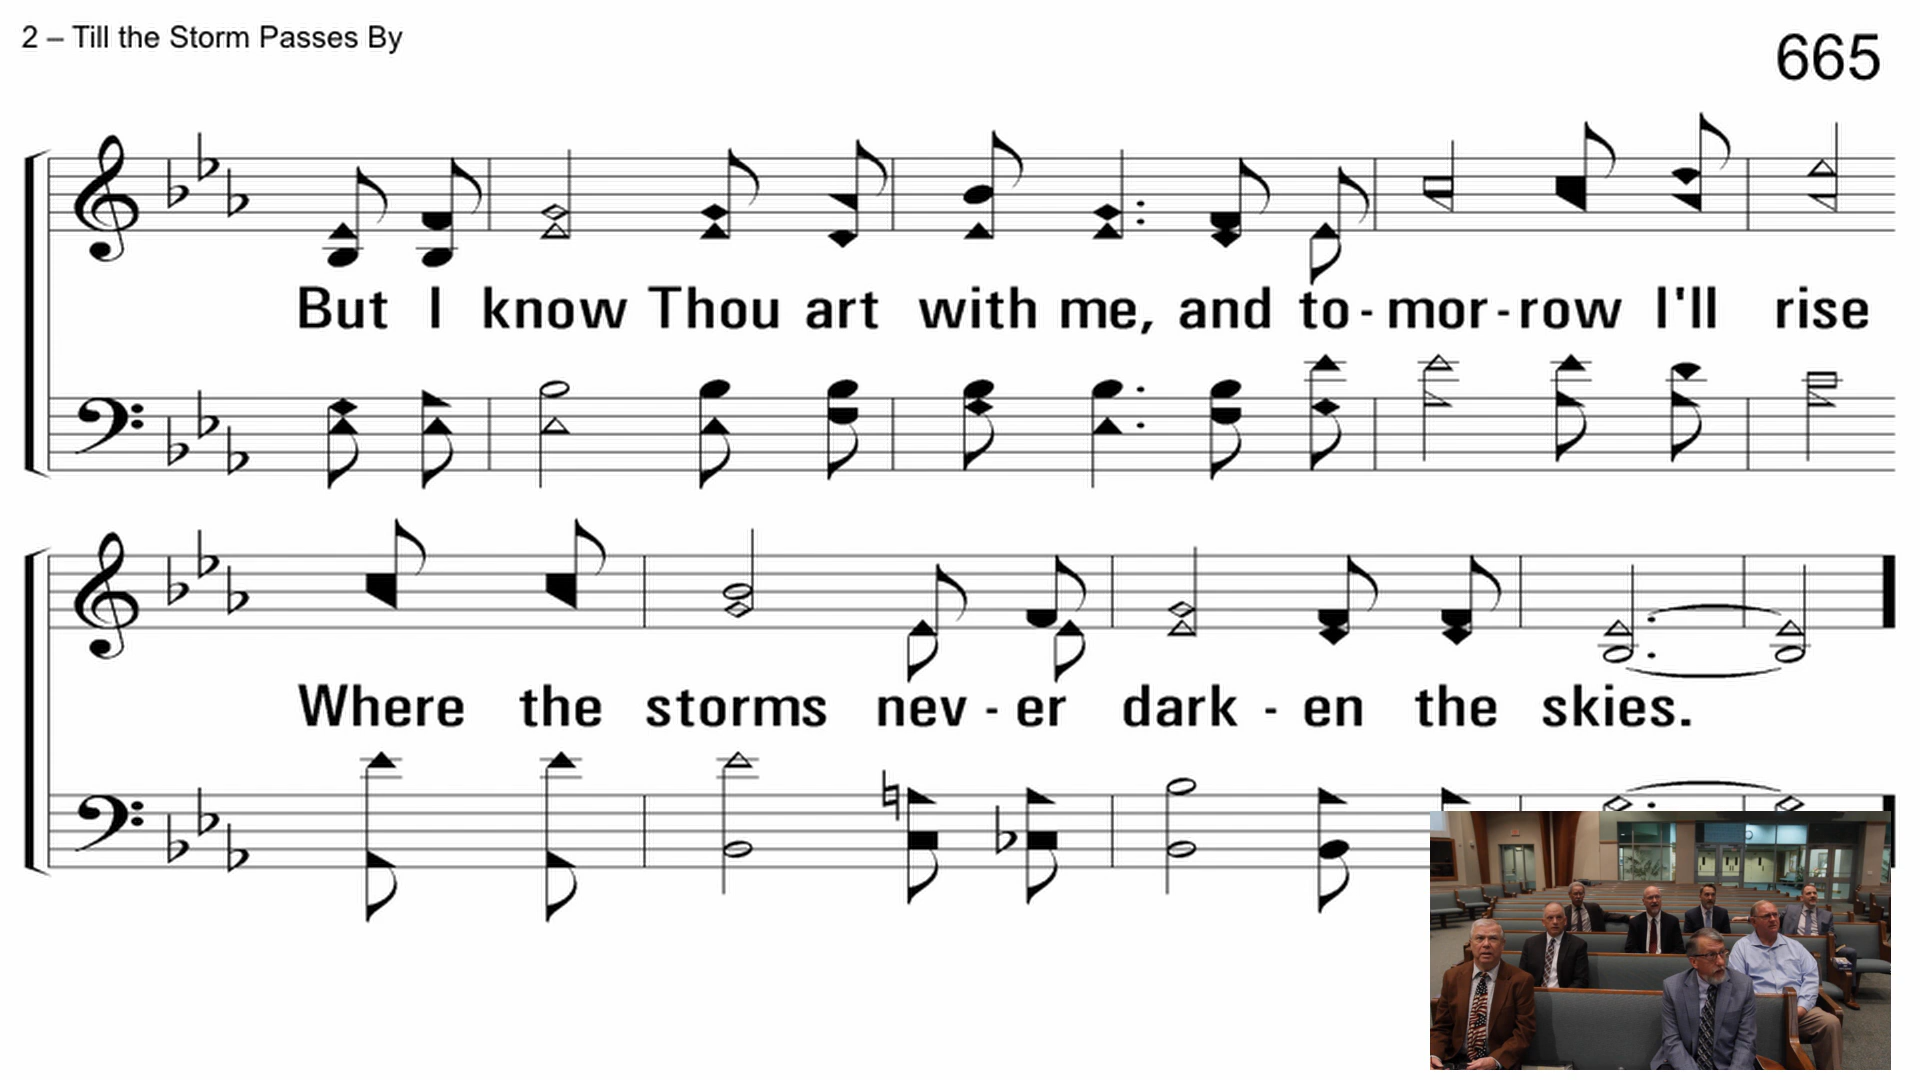 2 – Till the Storm Passes By
665
But I know Thou art with me, and to - mor - row I'll rise
Where the storms nev - er dark - en the skies.